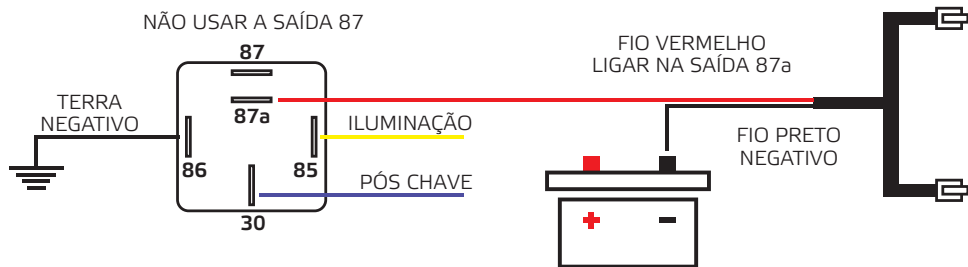 NÃO USAR A SAÍDA 87
87
87a
86
85
30
TERRA
NEGATIVO
ILUMINAÇÃO
PÓS CHAVE
FIO VERMELHO
LIGAR NA SAÍDA 87a
FIO PRETO
NEGATIVO
+ -